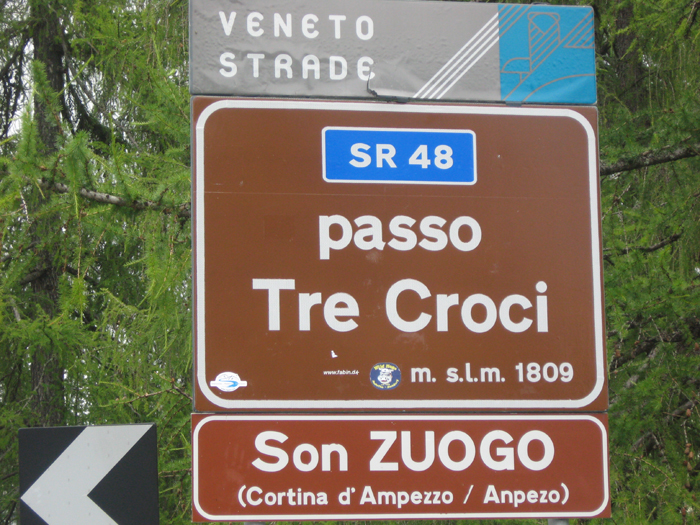 VENETO
STRADE
SR 48
passo
Tre Croci
www.fabin.de
m. s.l.m. 1809
Son ZUOGO
(Cortina d'Ampezzo / Anpezo)